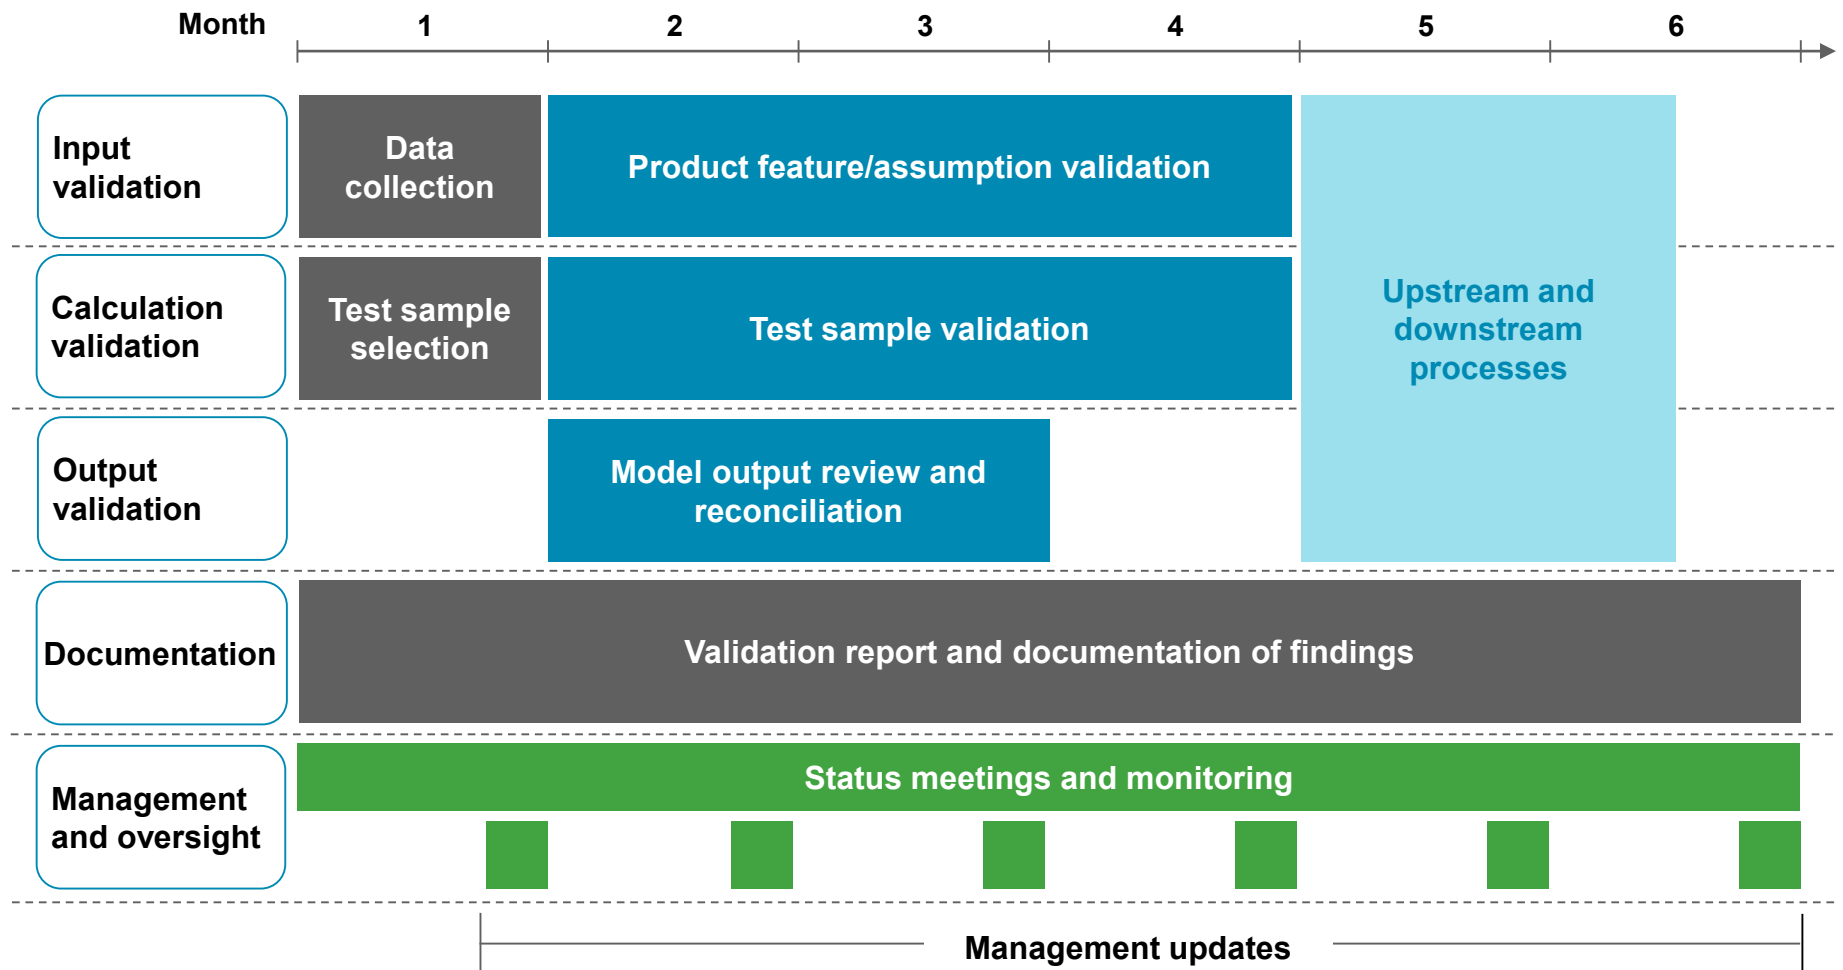 Month 1 2 3 4 5 6
Input
validation
Data
collection
Product feature/assumption validation
Upstream and
downstream
processes
Calculation
validation
Test sample
selection
Test sample validation
Output
validation
Model output review and
reconciliation
Documentation
Validation report and documentation of findings
Management
and oversight
Status meetings and monitoring
Management updates